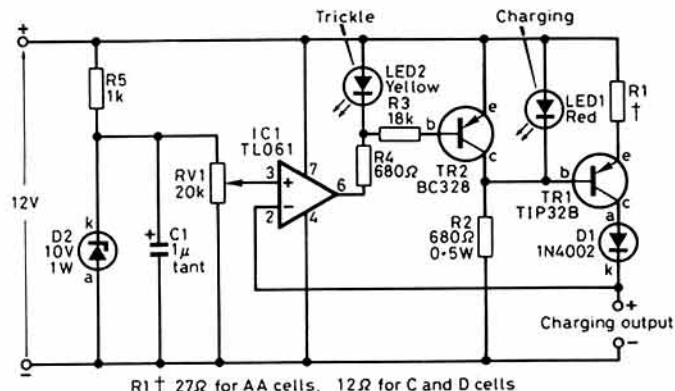 Trickle
Charging
+
R5
1k
LED2
Yellow
LED1
Red
R1
†
R3
18k
b
e
c
IC1
TL061
RV1
20k
3
+
7
6
−
2
4
R4
680Ω
TR2
BC328
b
e
c
TR1
TIP32B
12V
k
D2
10V
1W
a
+
C1
1μ
tant
R2
680Ω
0·5W
a
D1
1N4002
k
+
Charging output
−
−
R1† 27Ω for AA cells, 12Ω for C and D cells